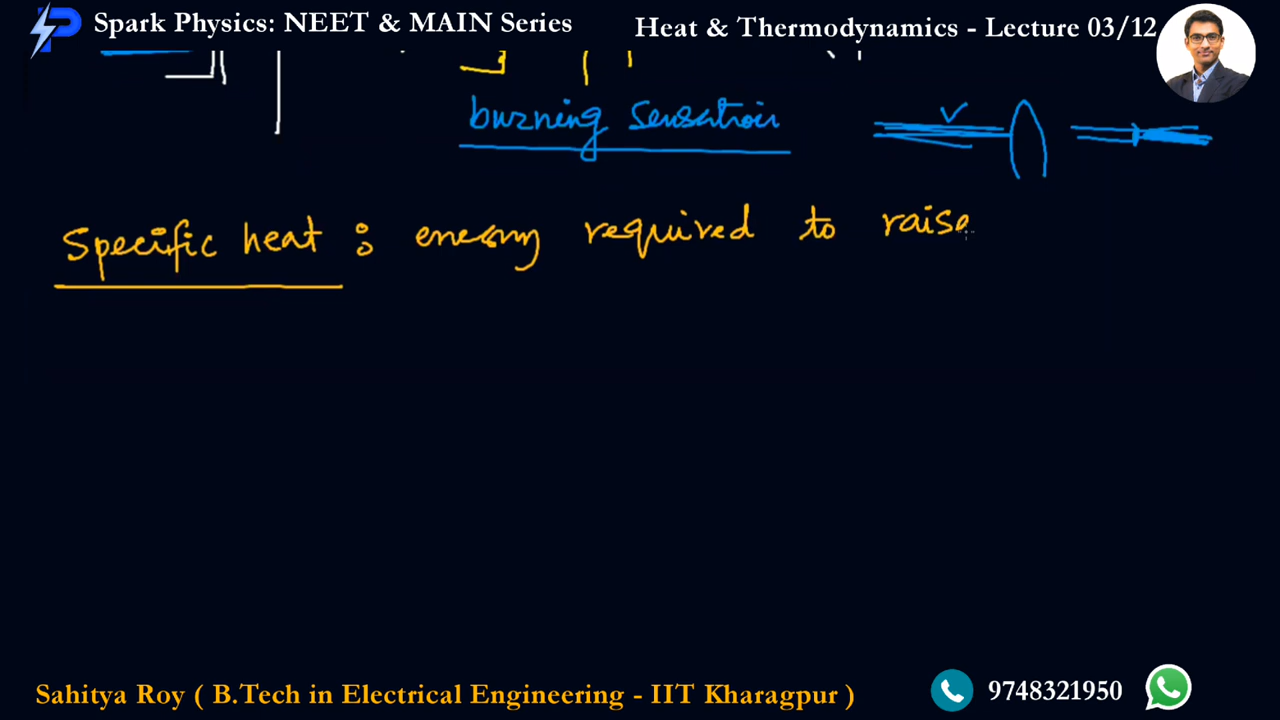 Spark Physics: NEET & MAIN Series
Heat & Thermodynamics - Lecture 03/12
burning sensation
Specific heat : energy required to raise
Sahitya Roy ( B.Tech in Electrical Engineering - IIT Kharagpur )
9748321950